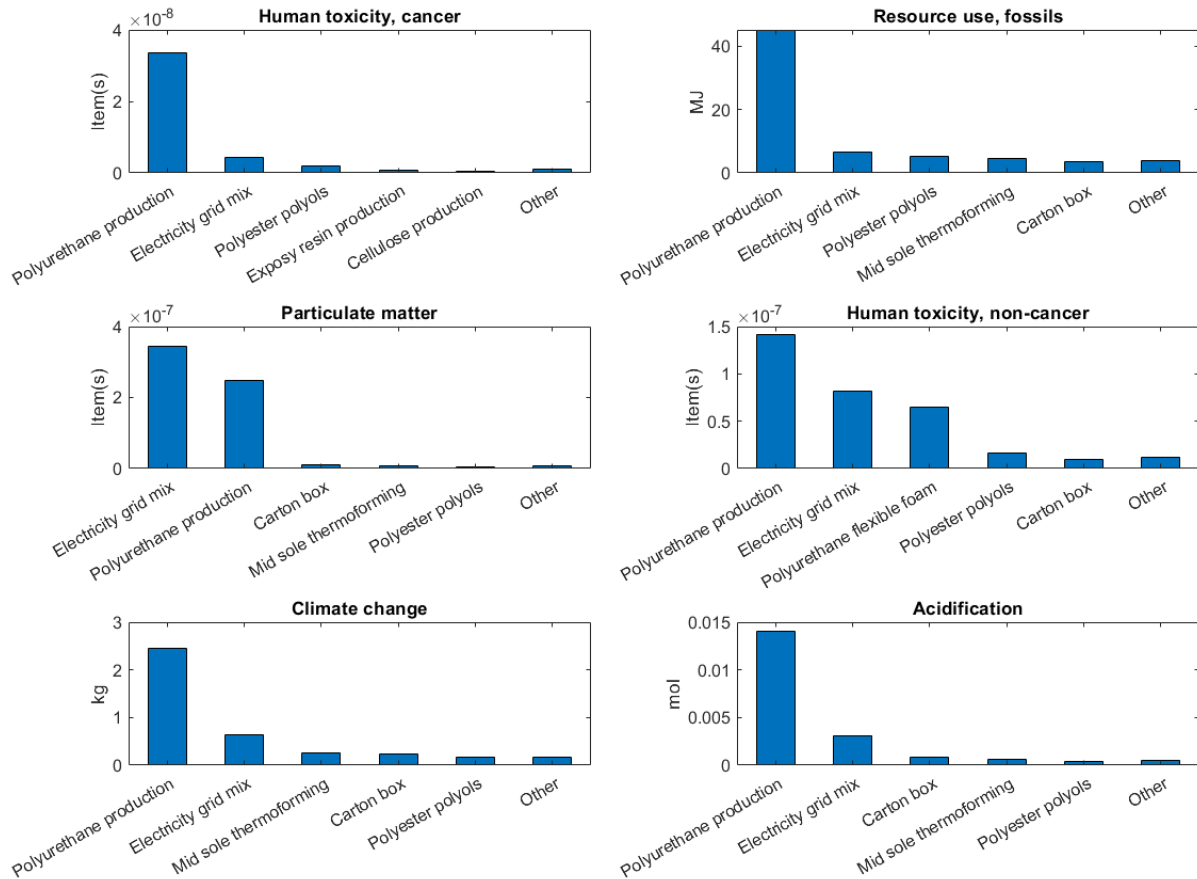 Human toxicity, cancer
×10-8
4
2
0
Item(s)
Polyurethane production
Electricity grid mix
Polyester polyols
Exposy resin production
Cellulose production
Other
Resource use, fossils
40
20
0
MJ
Polyurethane production
Electricity grid mix
Polyester polyols
Mid sole thermoforming
Carton box
Other
Particulate matter
×10-7
4
2
0
Item(s)
Electricity grid mix
Polyurethane production
Carton box
Mid sole thermoforming
Polyester polyols
Other
Human toxicity, non-cancer
×10-7
1.5
1
0.5
0
Item(s)
Polyurethane production
Electricity grid mix
Polyurethane flexible foam
Polyester polyols
Carton box
Other
Climate change
3
2
1
0
kg
Polyurethane production
Electricity grid mix
Mid sole thermoforming
Carton box
Polyester polyols
Other
Acidification
0.015
0.01
0.005
0
mol
Polyurethane production
Electricity grid mix
Carton box
Mid sole thermoforming
Polyester polyols
Other